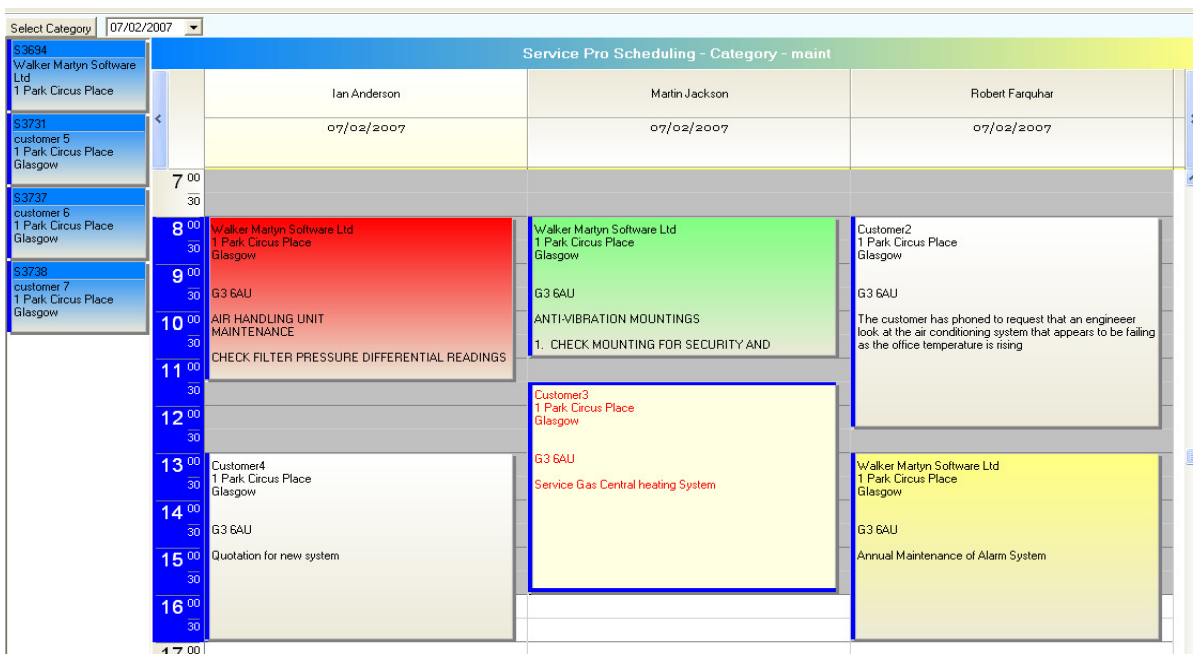 Select Category
07/02/2007
S3694
Walker Martyn Software
Ltd
1 Park Circus Place
S3731
customer 5
1 Park Circus Place
Glasgow
S3737
customer 6
1 Park Circus Place
Glasgow
S3738
customer 7
1 Park Circus Place
Glasgow
Service Pro Scheduling - Category - maint
Ian Anderson
Martin Jackson
Robert Farquhar
07/02/2007
07/02/2007
07/02/2007
7 00
30
8 00
30
9 00
30
10 00
30
11 00
30
12 00
30
13 00
30
14 00
30
15 00
30
16 00
30
17 00
Walker Martyn Software Ltd
1 Park Circus Place
Glasgow
G3 6AU
AIR HANDLING UNIT
MAINTENANCE
CHECK FILTER PRESSURE DIFFERENTIAL READINGS
Customer4
1 Park Circus Place
Glasgow
G3 6AU
Quotation for new system
Walker Martyn Software Ltd
1 Park Circus Place
Glasgow
G3 6AU
ANTI-VIBRATION MOUNTINGS
1. CHECK MOUNTING FOR SECURITY AND
Customer3
1 Park Circus Place
Glasgow
G3 6AU
Service Gas Central heating System
Customer2
1 Park Circus Place
Glasgow
G3 6AU
The customer has phoned to request that an engineeer
look at the air conditioning system that appears to be failing
as the office temperature is rising
Walker Martyn Software Ltd
1 Park Circus Place
Glasgow
G3 6AU
Annual Maintenance of Alarm System